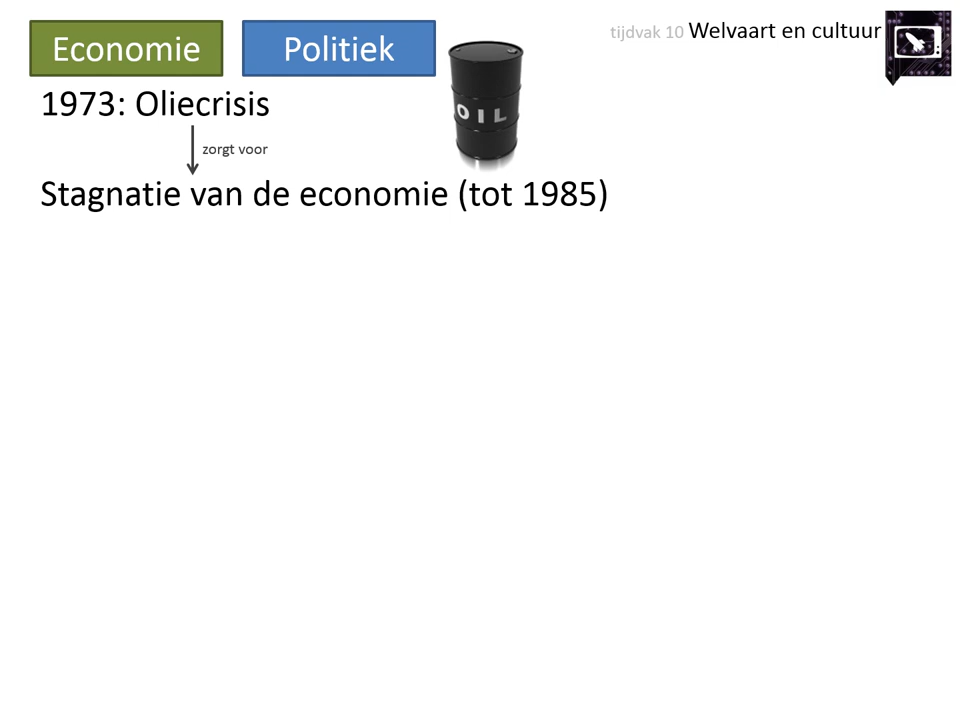 Economie
Politiek
tijdvak 10 Welvaart en cultuur
1973: Oliecrisis
OIL
zorgt voor
Stagnatie van de economie (tot 1985)